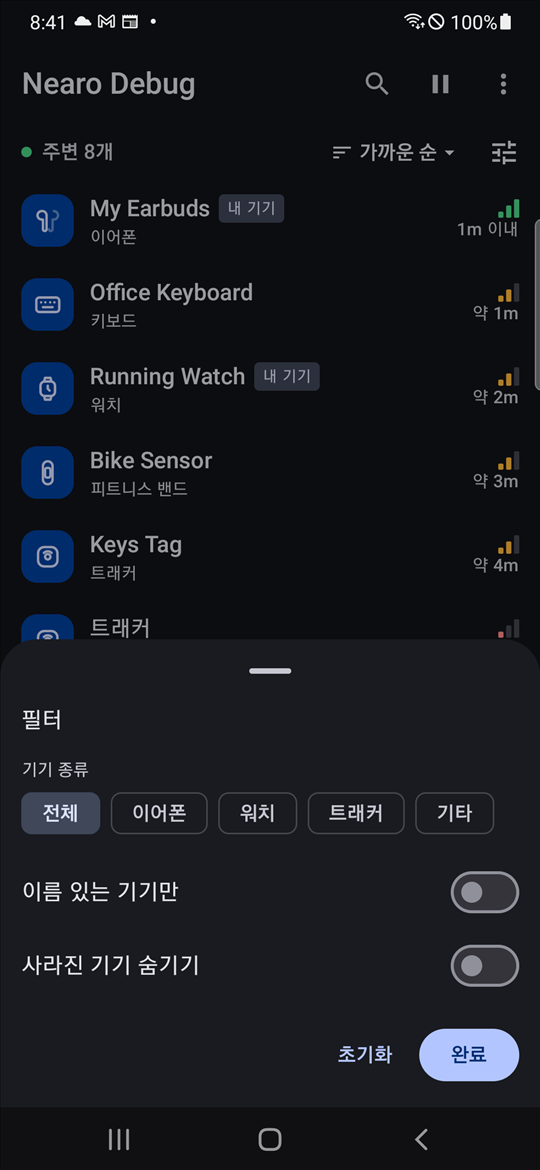 8:41 100%
Nearo Debug
주변 8개 가까운 순
My Earbuds 내 기기
이어폰 1m 이내
Office Keyboard
키보드 약 1m
Running Watch 내 기기
워치 약 2m
Bike Sensor
피트니스 밴드 약 3m
Keys Tag
트래커 약 4m
트래커
필터
기기 종류
전체 이어폰 워치 트래커 기타
이름 있는 기기만
사라진 기기 숨기기
초기화 완료